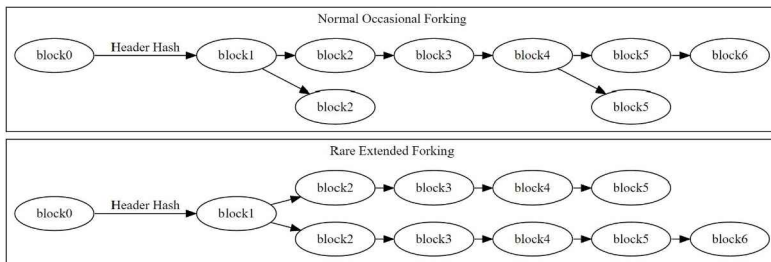 Normal Occasional Forking
block0 Header Hash block1 block2 block3 block4 block5 block6
block2 block5
Rare Extended Forking
block2 block3 block4 block5
block0 Header Hash block1
block2 block3 block4 block5 block6